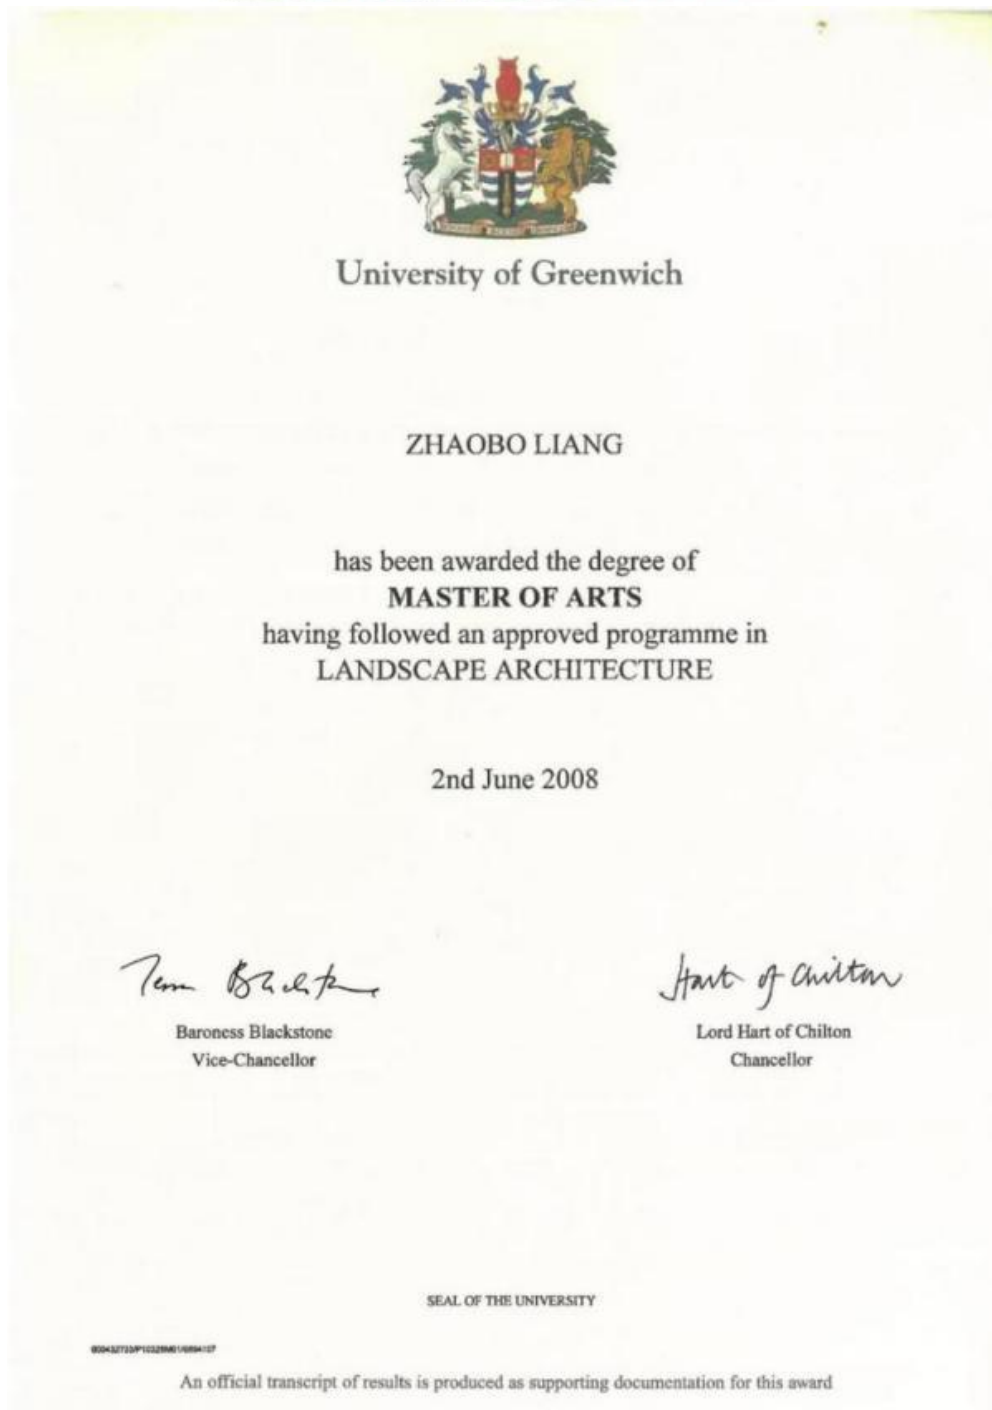 University of Greenwich
ZHAOBO LIANG
has been awarded the degree of
MASTER OF ARTS
having followed an approved programme in
LANDSCAPE ARCHITECTURE
2nd June 2008
Hart of Chilton
Baroness Blackstone
Vice-Chancellor
Lord Hart of Chilton
Chancellor
SEAL OF THE UNIVERSITY
An official transcript of results is produced as supporting documentation for this award